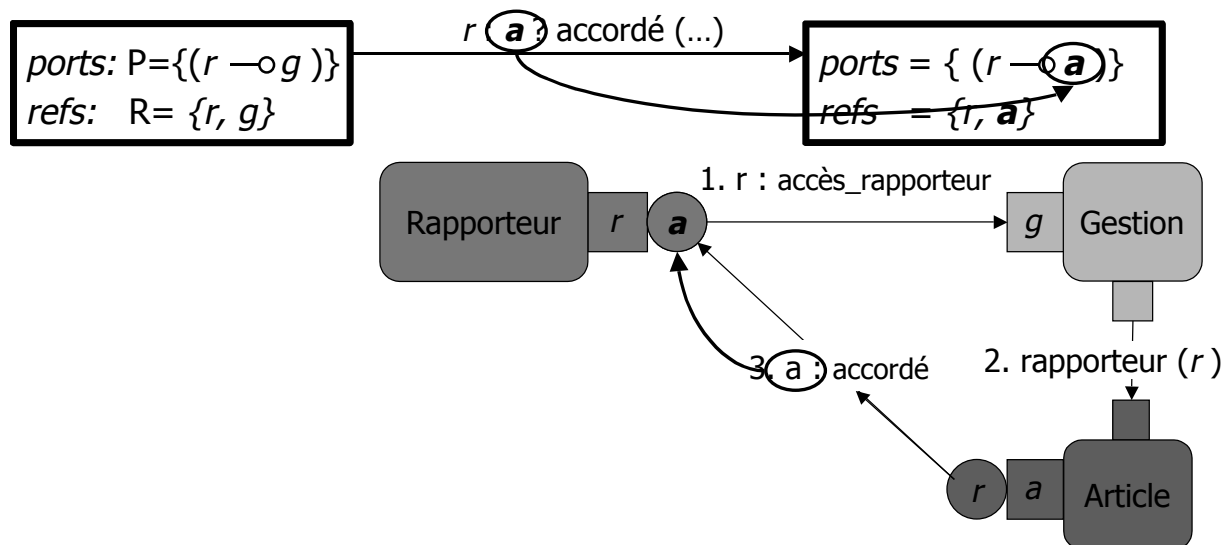 r : a ? accordé (...)
ports: P={(r —o g )}
refs: R= {r, g}
ports = { (r —o a )}
refs = {r, a}
1. r : accès_rapporteur
Rapporteur r a g Gestion
3. a : accordé
2. rapporteur (r )
r a Article